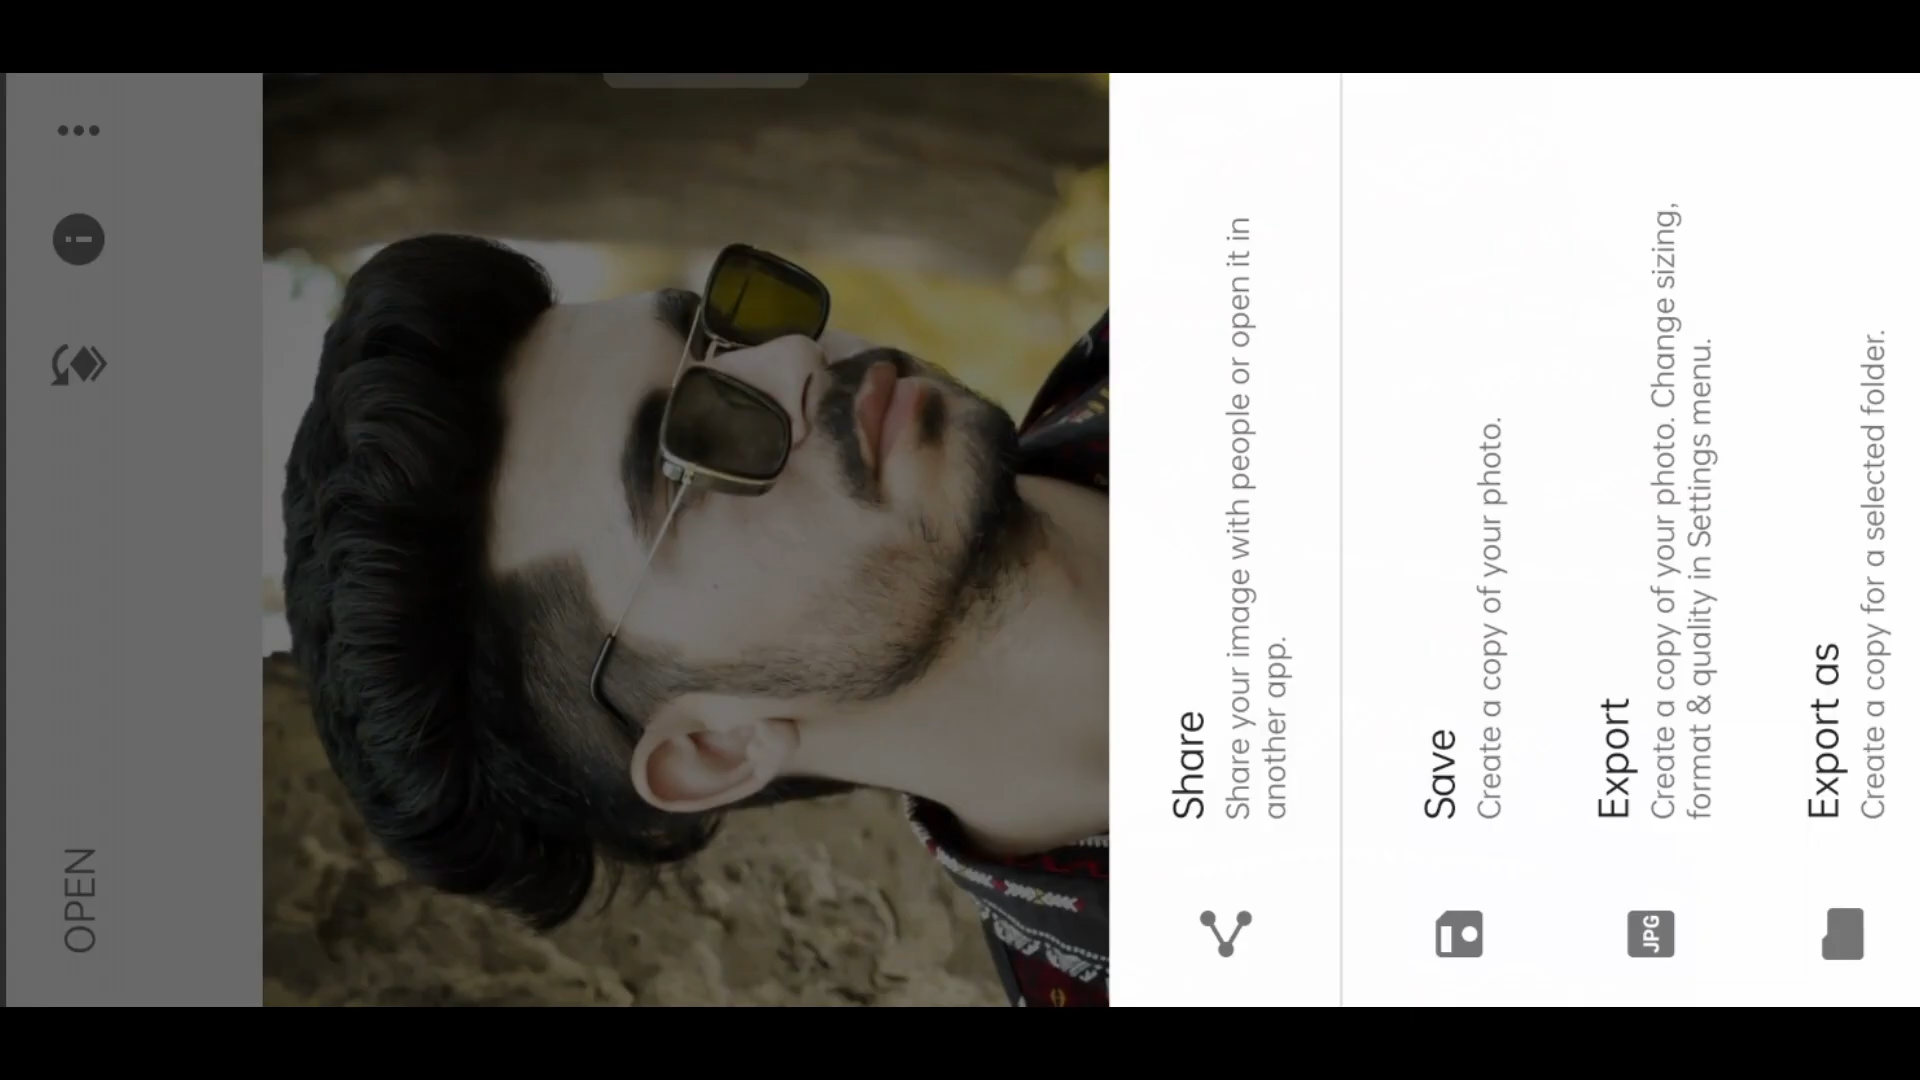 OPEN
Share
Share your image with people or open it in
another app.
Save
Create a copy of your photo.
Export
Create a copy of your photo. Change sizing,
format & quality in Settings menu.
JPG
Export as
Create a copy for a selected folder.